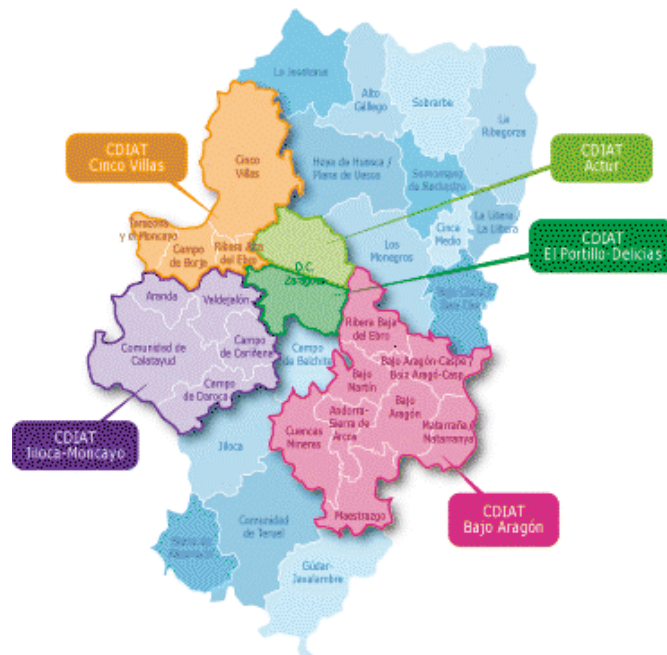 La Jacetania
Alto
Gállego
Sobrarbe
La
Ribagorza
CDIAT
Cinco Villas
Cinco
Villas
Hoya de Huesca /
Plana de Uesca
Somontano
de Barbastro
CDIAT
Actur
La Litera /
La Llitera
Cinca
Medio
Tarazona
y el Moncayo
Campo
de Borja
Ribera Alta
del Ebro
Los
Monegros
D.C.
Zaragoza
CDIAT
El Portillo-Delicias
Aranda
Valdejalón
Ribera Baja
del Ebro
Comunidad de
Calatayud
Campo
de Cariñena
Campo
de Belchite
Bajo Aragón-Caspe /
Bajo
Martín
Campo
de Daroca
Andorra-
Sierra de
Arcos
Bajo
Aragón
Cuencas
Mineras
Matarraña /
Matarranya
CDIAT
Jiloca-Moncayo
Jiloca
CDIAT
Bajo Aragón
Maestrazgo
Comunidad
de Teruel
Gúdar-
Javalambre